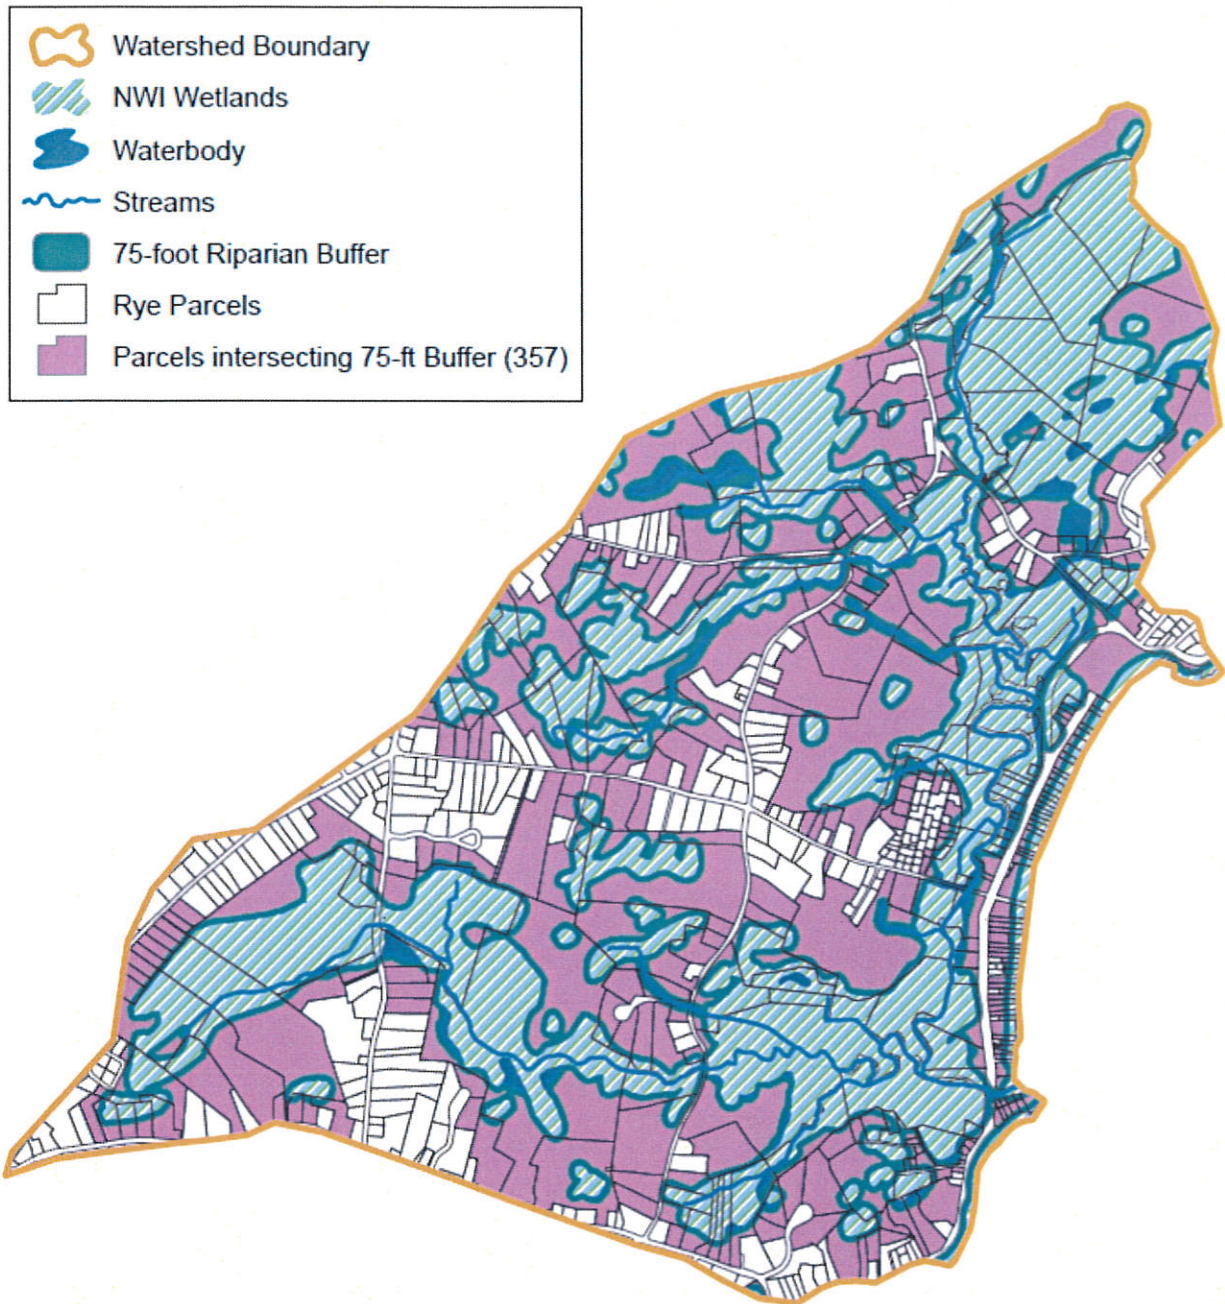 Watershed Boundary
NWI Wetlands
Waterbody
Streams
75-foot Riparian Buffer
Rye Parcels
Parcels intersecting 75-ft Buffer (357)